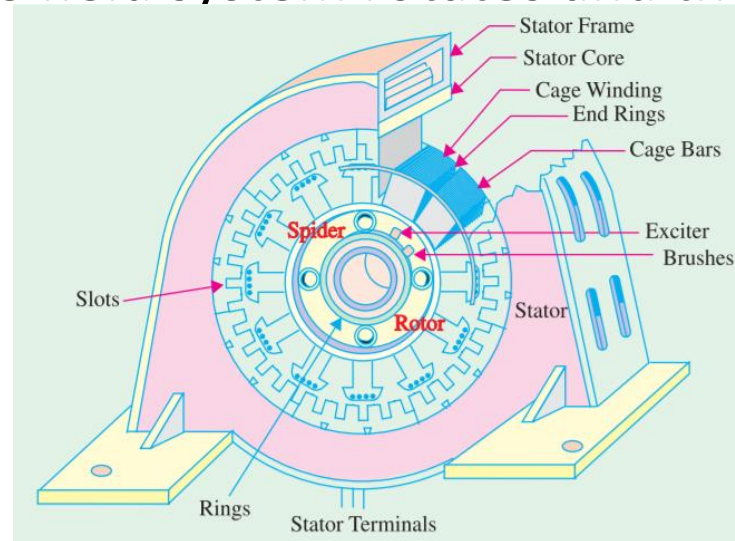 Stator Frame
Stator Core
Cage Winding
End Rings
Cage Bars
Spider
Exciter
Brushes
Slots
Stator
Rotor
Rings
Stator Terminals